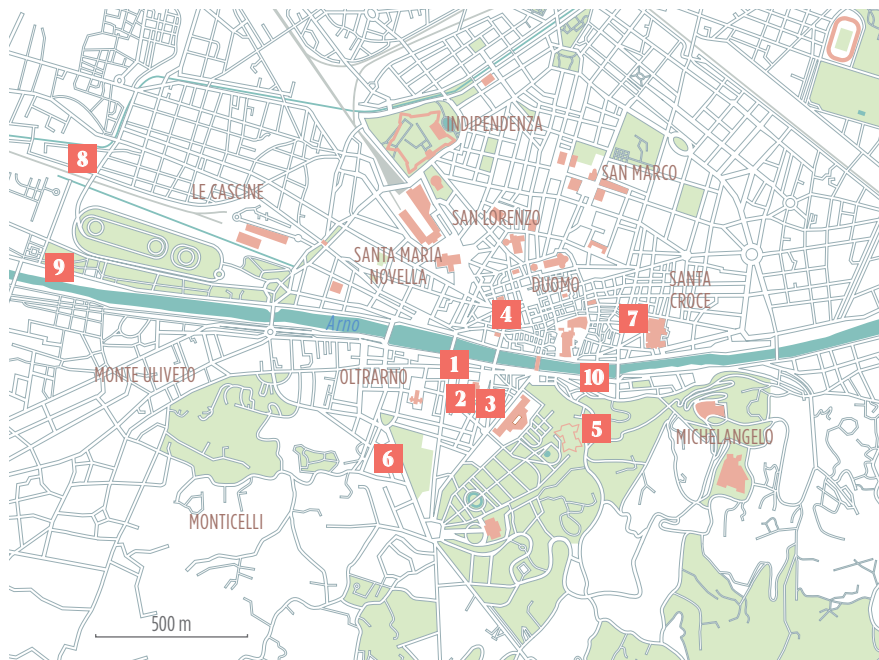 INDIPENDENZA
8
SAN MARCO
LE CASCINE
SAN LORENZO
SANTA MARIA
NOVELLA
9
DUOMO
SANTA
CROCE
4
7
Arno
1
MONTE ULIVETO
OLTRARNO
10
2
3
5
MICHELANGELO
6
MONTICELLI
500 m